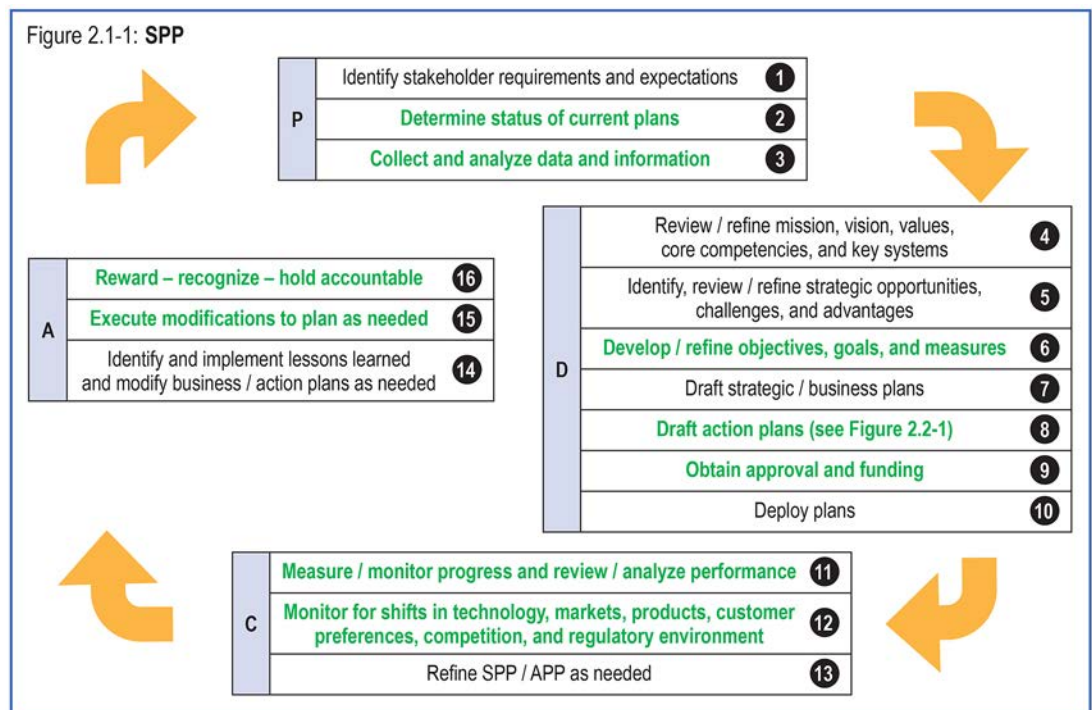 Figure 2.1-1: SPP
P
Identify stakeholder requirements and expectations 1
Determine status of current plans 2
Collect and analyze data and information 3
D
Review / refine mission, vision, values,
core competencies, and key systems 4
Identify, review / refine strategic opportunities,
challenges, and advantages 5
Develop / refine objectives, goals, and measures 6
Draft strategic / business plans 7
Draft action plans (see Figure 2.2-1) 8
Obtain approval and funding 9
Deploy plans 10
C
Measure / monitor progress and review / analyze performance 11
Monitor for shifts in technology, markets, products, customer
preferences, competition, and regulatory environment 12
Refine SPP / APP as needed 13
A
Reward – recognize – hold accountable 16
Execute modifications to plan as needed 15
Identify and implement lessons learned
and modify business / action plans as needed 14